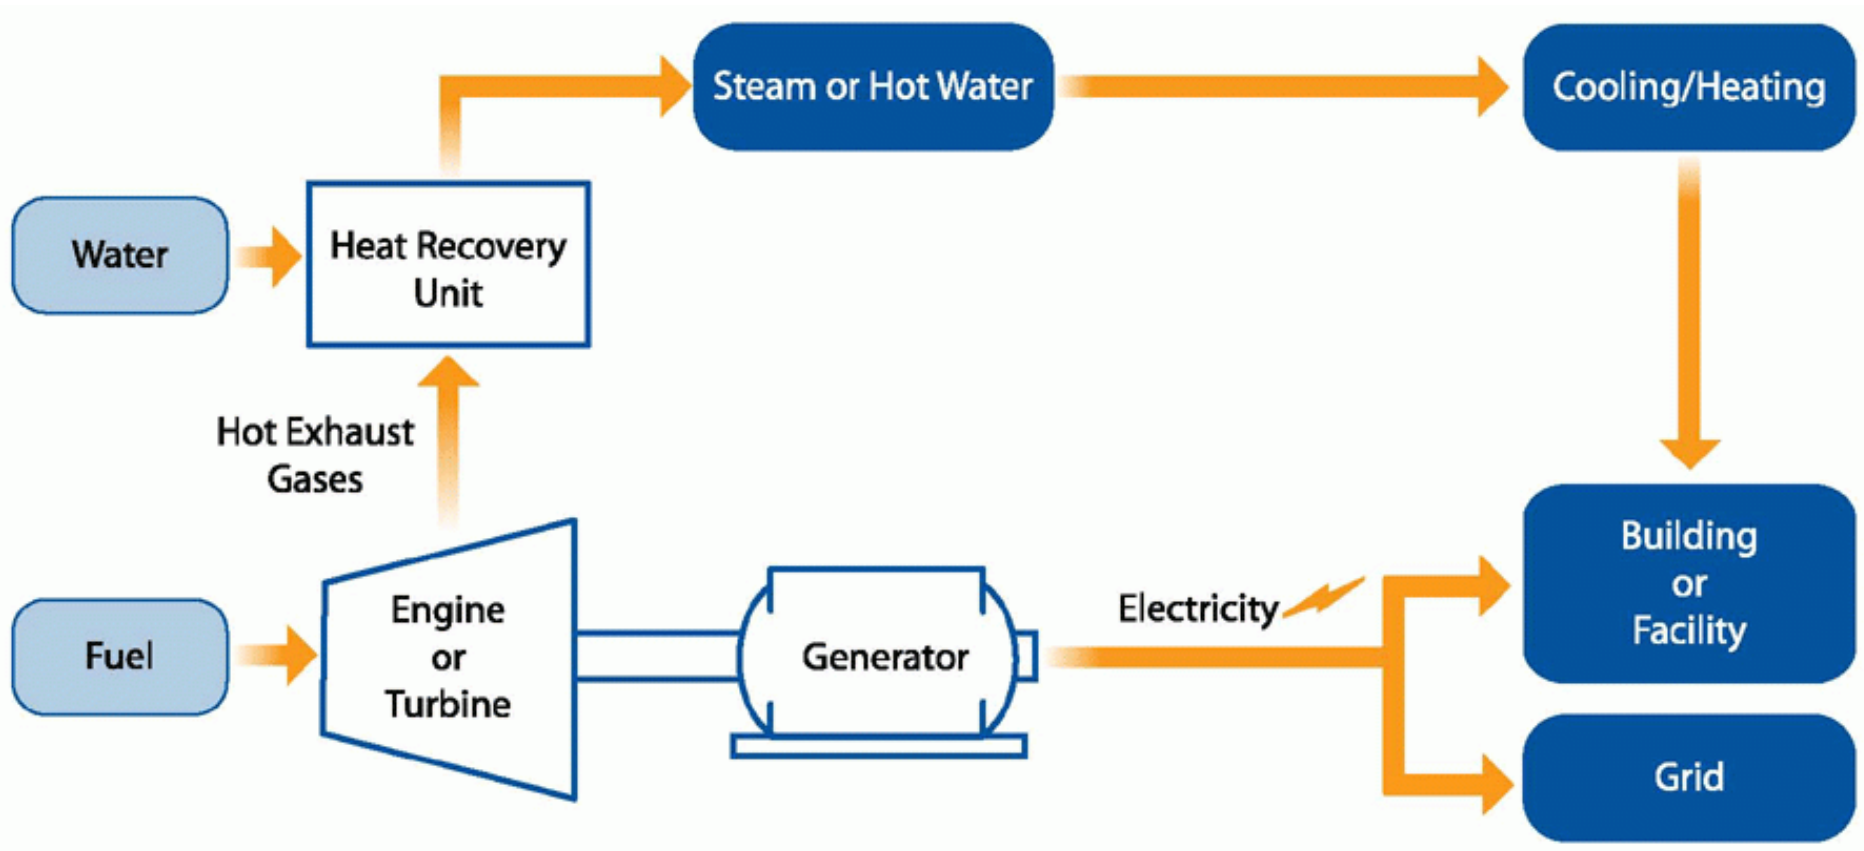 Steam or Hot Water
Cooling/Heating
Water
Heat Recovery
Unit
Hot Exhaust
Gases
Fuel
Engine
or
Turbine
Generator
Electricity
Building
or
Facility
Grid